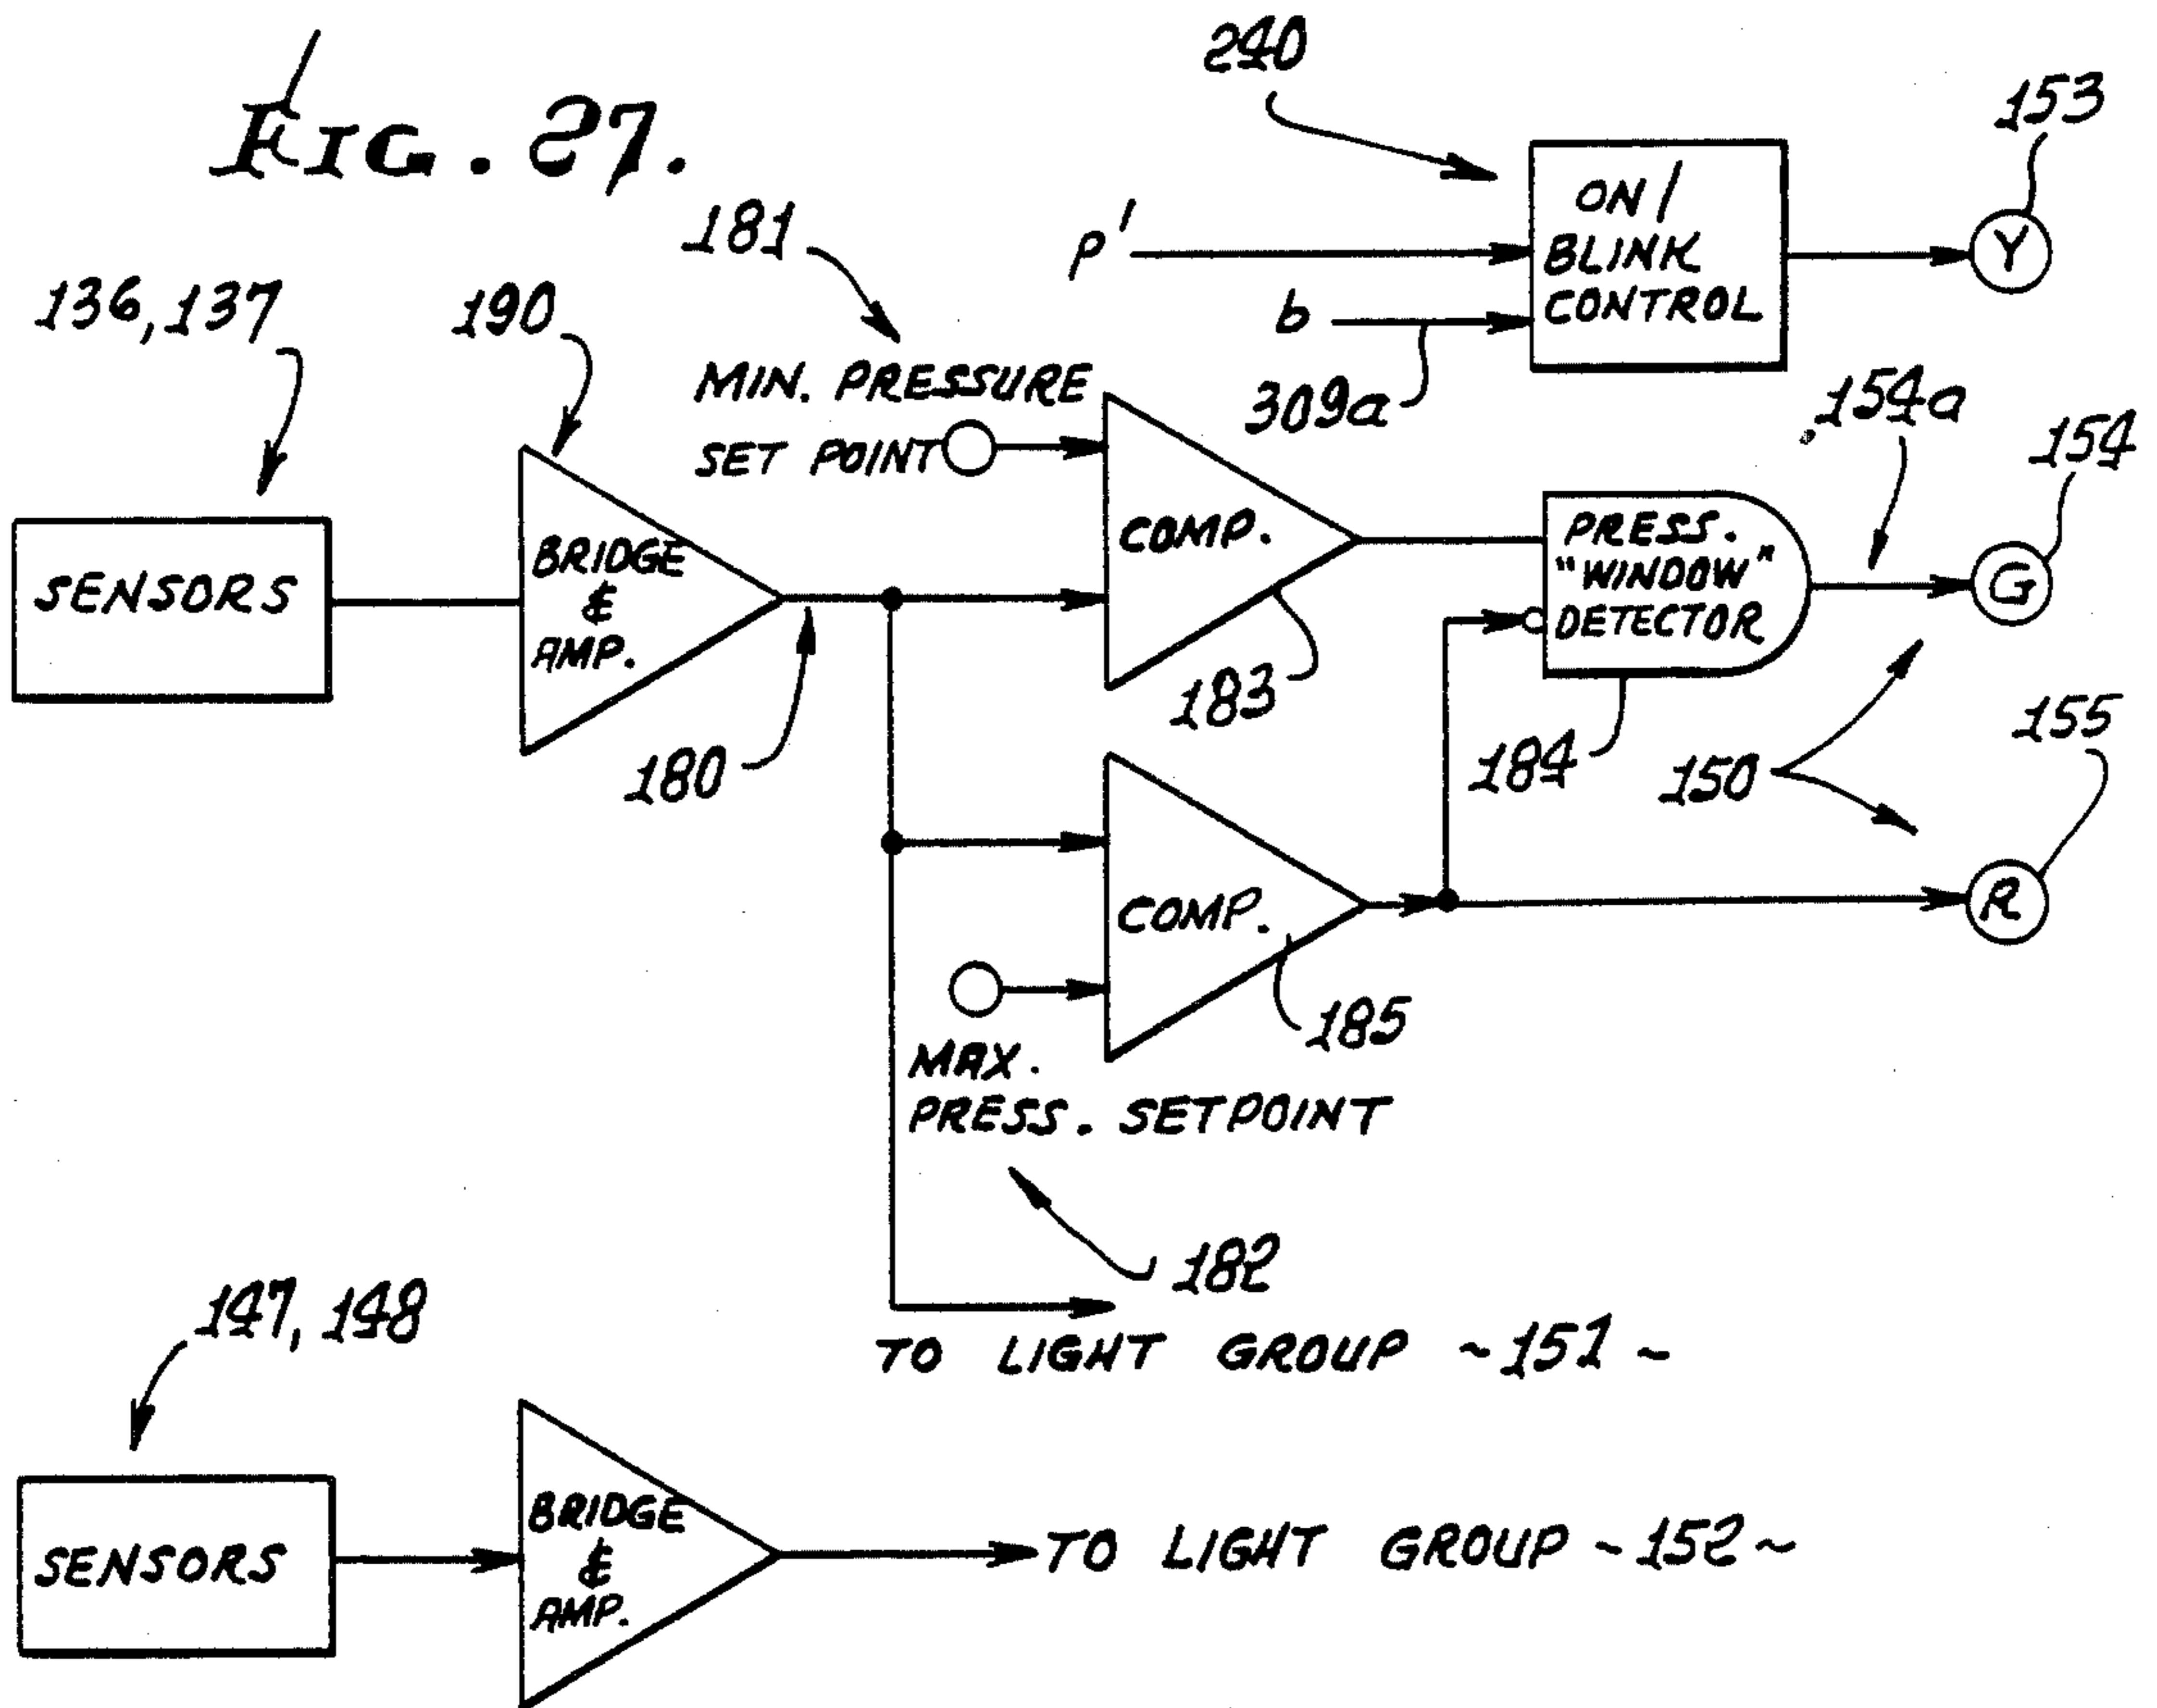 FIG. 27.
240
153
ON/
BLINK
CONTROL
p'
b
Y
309a
181
136, 137
190
MIN. PRESSURE
SET POINT
154a
154
SENSORS
BRIDGE
&
AMP.
COMP.
PRESS.
"WINDOW"
DETECTOR
G
180
183
184
150
155
COMP.
R
185
MAX.
PRESS. SETPOINT
182
147, 148
TO LIGHT GROUP ~151~
SENSORS
BRIDGE
&
AMP.
TO LIGHT GROUP ~152~